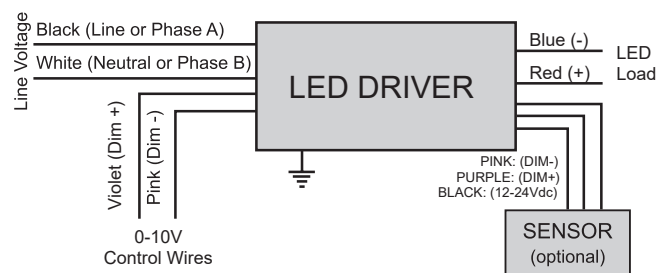 Line Voltage
Black (Line or Phase A)
White (Neutral or Phase B)
Violet (Dim +)
Pink (Dim -)
0-10V
Control Wires
LED DRIVER
Blue (-)
Red (+)
LED
Load
PINK: (DIM-)
PURPLE: (DIM+)
BLACK: (12-24Vdc)
SENSOR
(optional)